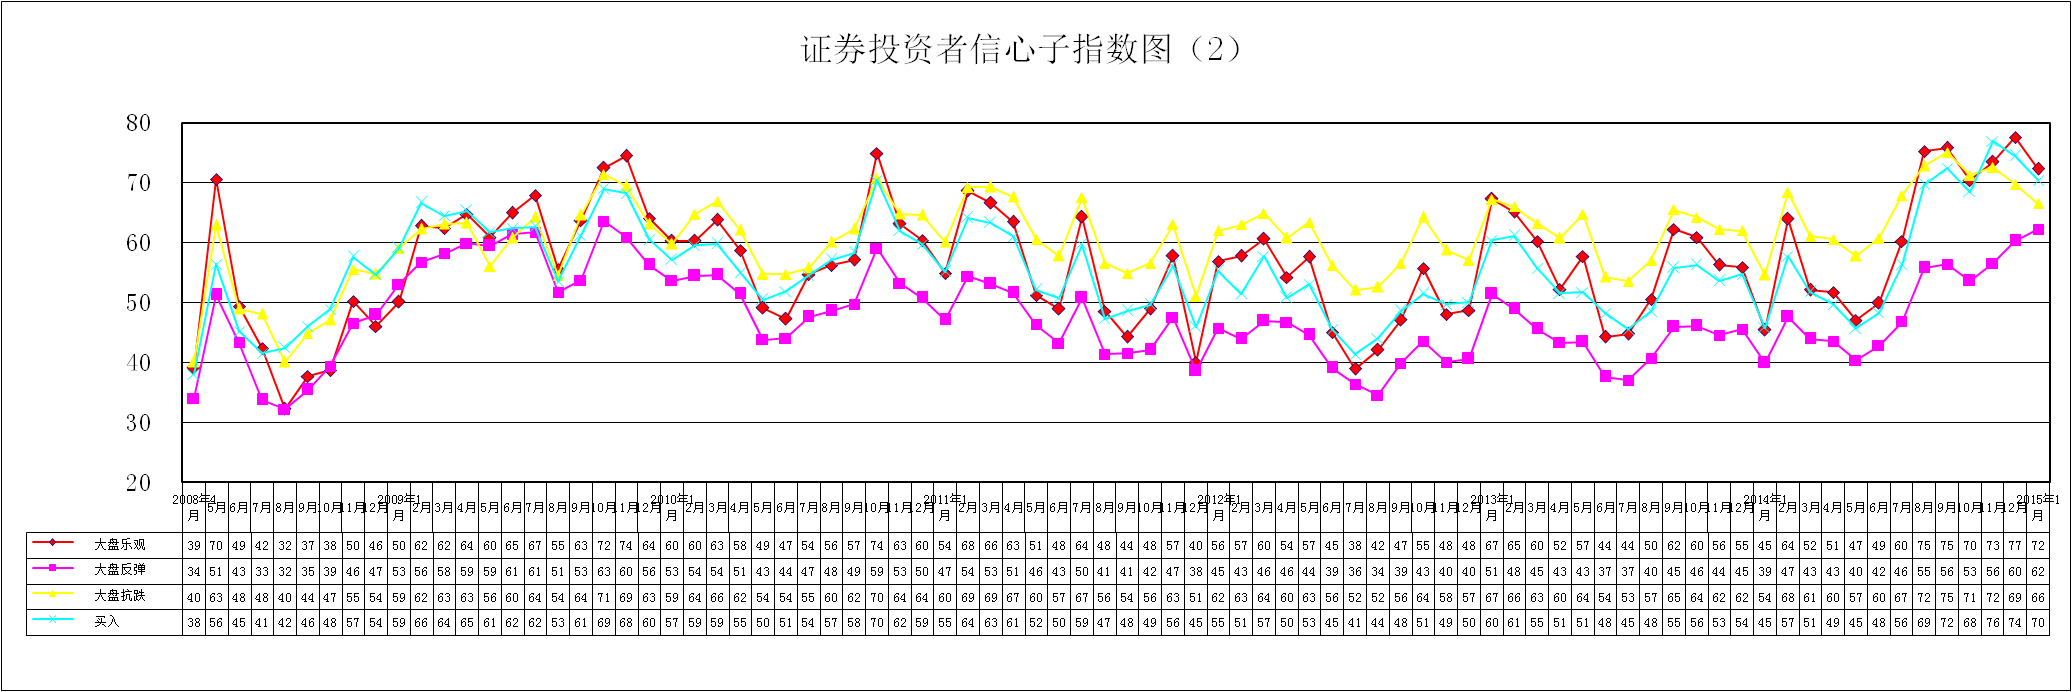 证券投资者信心子指数图（2）
80
70
60
50
40
30
20
2008年4月 5月 6月 7月 8月 9月 10月 11月 12月 2009年1月 2月 3月 4月 5月 6月 7月 8月 9月 10月 11月 12月 2010年1月 2月 3月 4月 5月 6月 7月 8月 9月 10月 11月 12月 2011年1月 2月 3月 4月 5月 6月 7月 8月 9月 10月 11月 12月 2012年1月 2月 3月 4月 5月 6月 7月 8月 9月 10月 11月 12月 2013年1月 2月 3月 4月 5月 6月 7月 8月 9月 10月 11月 12月 2014年1月 2月 3月 4月 5月 6月 7月 8月 9月 10月 11月 12月 2015年1月
大盘乐观 39 70 49 42 32 37 38 50 46 50 62 62 64 60 65 67 55 63 72 74 64 60 60 63 58 49 47 54 56 57 74 63 60 54 68 66 63 51 48 64 48 44 48 57 40 56 57 60 54 57 45 38 42 47 55 48 48 67 65 60 52 57 44 44 50 62 60 56 55 45 64 52 51 47 49 60 75 75 70 73 77 72
大盘反弹 34 51 43 33 32 35 39 46 47 53 56 58 59 59 61 61 51 53 63 60 56 53 54 54 51 43 44 47 48 49 59 53 50 47 54 53 51 46 43 50 41 41 42 47 38 45 43 46 46 44 39 36 34 39 43 40 40 51 48 45 43 43 37 37 40 45 46 44 45 39 47 43 43 40 42 46 55 56 53 56 60 62
大盘抗跌 40 63 48 48 40 44 47 55 54 59 62 63 63 56 60 64 54 64 71 69 63 59 64 66 62 54 54 55 60 62 70 64 64 60 69 69 67 60 57 67 56 54 56 63 51 62 63 64 60 63 56 52 52 56 64 58 57 67 66 63 60 64 54 53 57 65 64 62 62 54 68 61 60 57 60 67 72 75 71 72 69 66
买入 38 56 45 41 42 46 48 57 54 59 66 64 65 61 62 62 53 61 69 68 60 57 59 59 55 50 51 54 57 58 70 62 59 55 64 63 61 52 50 59 47 48 49 56 45 55 51 57 50 53 45 41 44 48 51 49 50 60 61 55 51 51 48 45 48 55 56 53 54 45 57 51 49 45 48 56 69 72 68 76 74 70